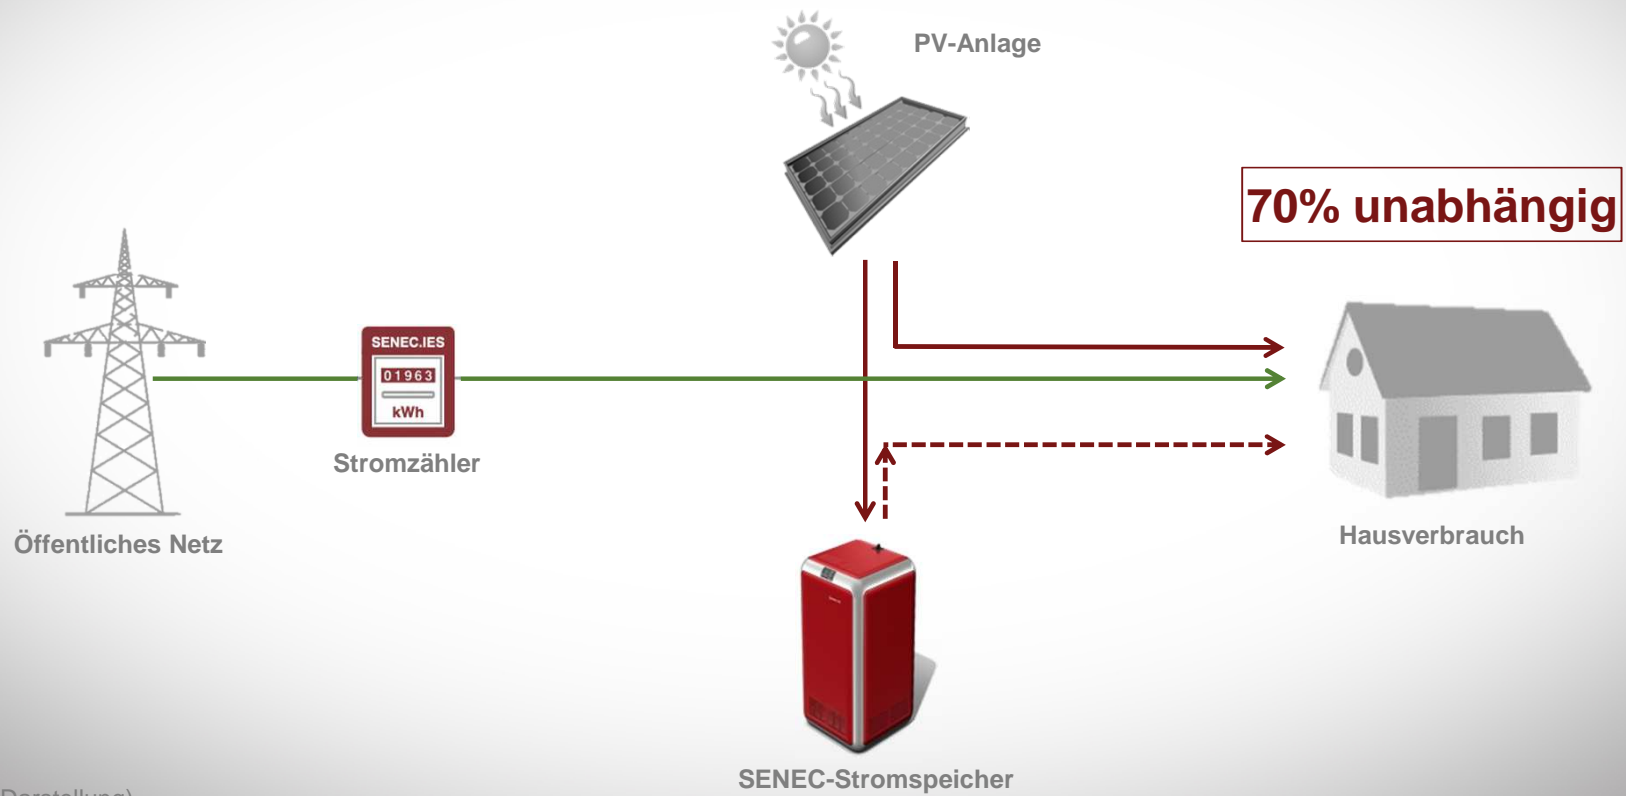 PV-Anlage
70% unabhängig
SENEC.IES
01963
kWh
Stromzähler
Öffentliches Netz
Hausverbrauch
SENEC-Stromspeicher